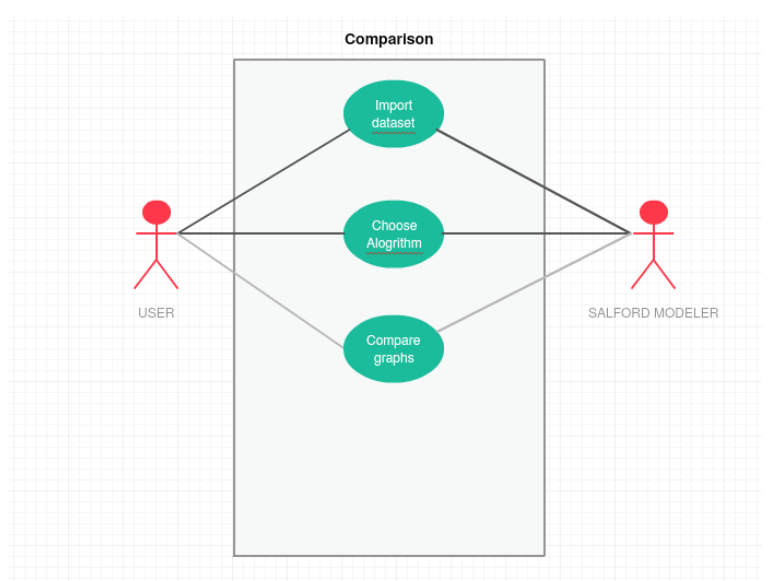 Comparison
Import
dataset
Choose
Alogrithm
USER
SALFORD MODELER
Compare
graphs